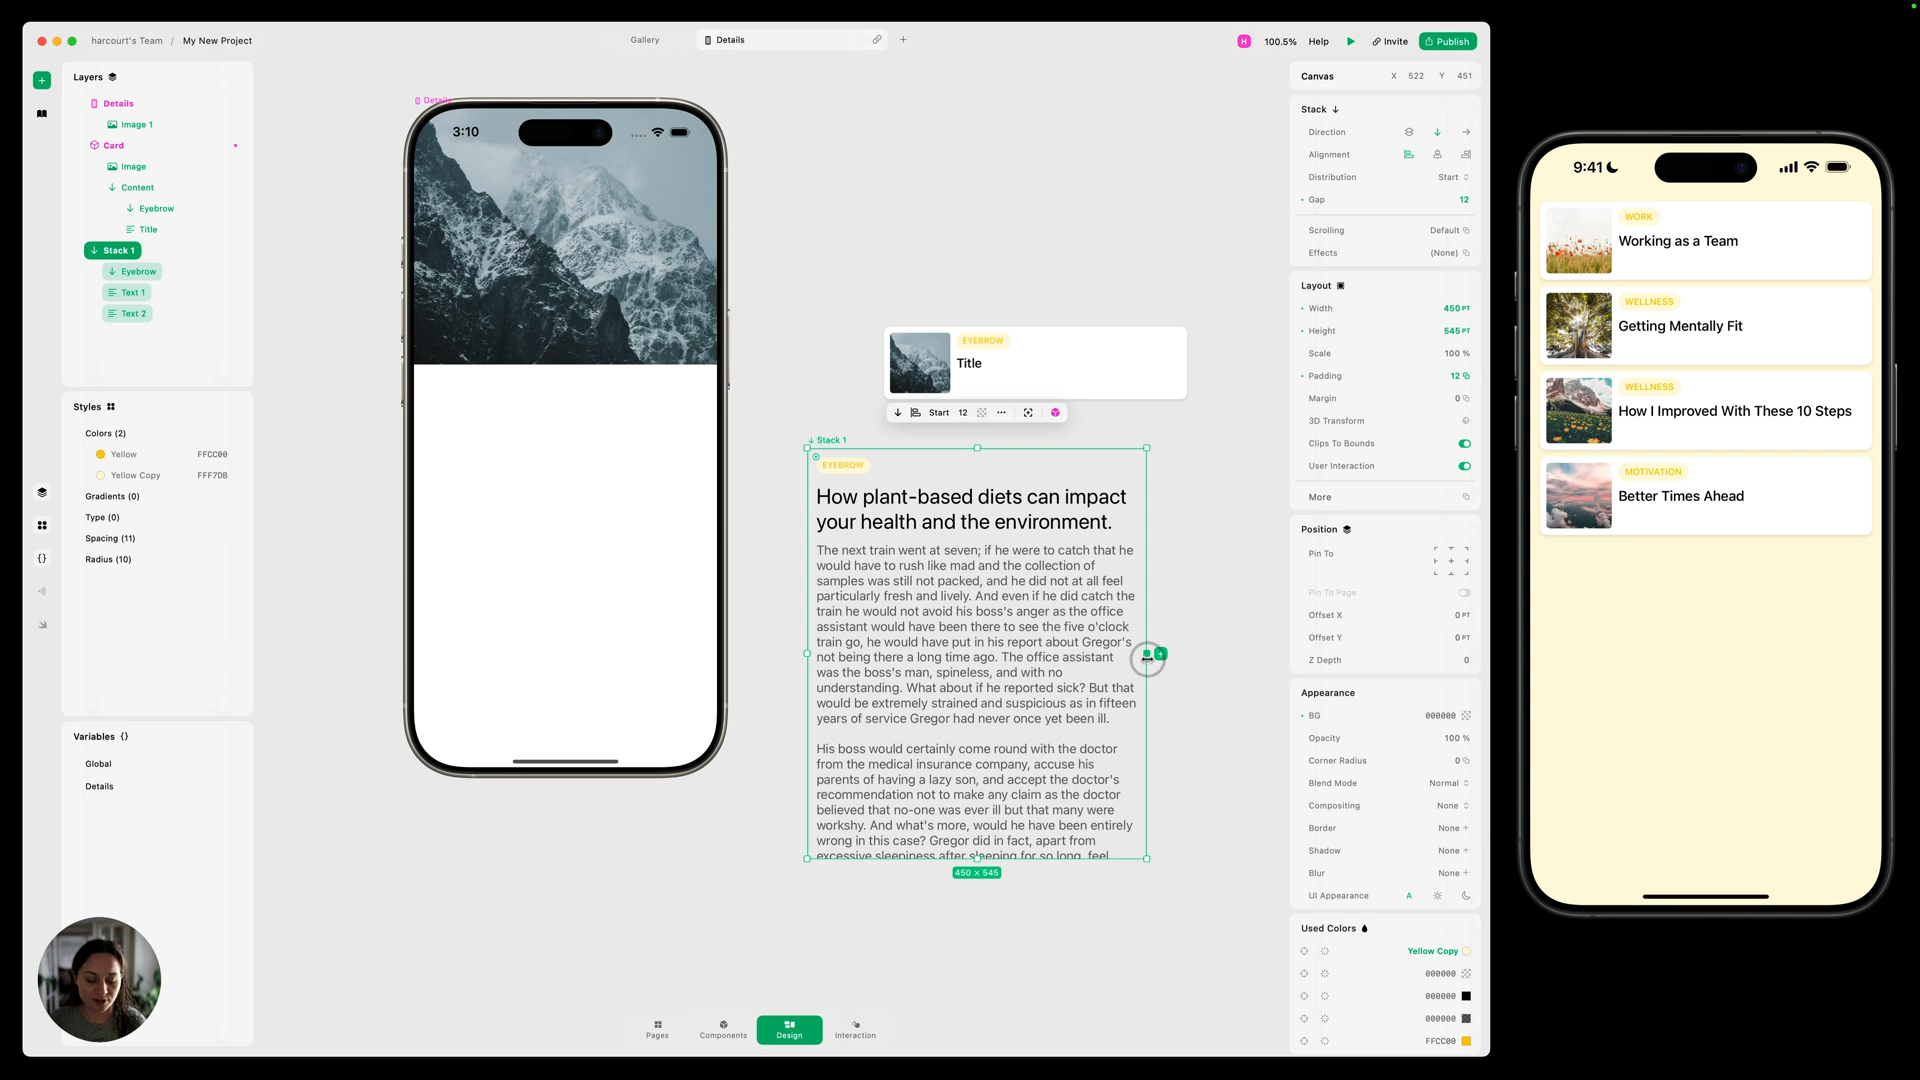 harcourt's Team / My New Project
Gallery
Details
H
100.5%
Help
Invite
Publish
Layers
Details
Image 1
Card
Image
Content
Eyebrow
Title
Stack 1
Eyebrow
Text 1
Text 2
Styles
Colors (2)
Yellow FFCC00
Yellow Copy FFF7DB
Gradients (0)
Type (0)
Spacing (11)
Radius (10)
Variables {}
Global
Details
Details
3:10
EYEBROW
Title
Start 12
Stack 1
EYEBROW
How plant-based diets can impact
your health and the environment.
The next train went at seven; if he were to catch that he
would have to rush like mad and the collection of
samples was still not packed, and he did not at all feel
particularly fresh and lively. And even if he did catch the
train he would not avoid his boss's anger as the office
assistant would have been there to see the five o'clock
train go, he would have put in his report about Gregor's
not being there a long time ago. The office assistant
was the boss's man, spineless, and with no
understanding. What about if he reported sick? But that
would be extremely strained and suspicious as in fifteen
years of service Gregor had never once yet been ill.
His boss would certainly come round with the doctor
from the medical insurance company, accuse his
parents of having a lazy son, and accept the doctor's
recommendation not to make any claim as the doctor
believed that no-one was ever ill but that many were
workshy. And what's more, would he have been entirely
wrong in this case? Gregor did in fact, apart from
excessive sleepiness after sleeping for so long, feel
450 × 545
Pages
Components
Design
Interaction
Canvas X 522 Y 451
Stack
Direction
Alignment
Distribution Start
Gap 12
Scrolling Default
Effects (None)
Layout
Width 450 PT
Height 545 PT
Scale 100 %
Padding 12
Margin 0
3D Transform
Clips To Bounds
User Interaction
More
Position
Pin To
Pin To Page
Offset X 0 PT
Offset Y 0 PT
Z Depth 0
Appearance
BG 000000
Opacity 100 %
Corner Radius 0
Blend Mode Normal
Compositing None
Border None +
Shadow None +
Blur None +
UI Appearance A
Used Colors
Yellow Copy
000000
000000
000000
FFCC00
9:41
WORK
Working as a Team
WELLNESS
Getting Mentally Fit
WELLNESS
How I Improved With These 10 Steps
MOTIVATION
Better Times Ahead